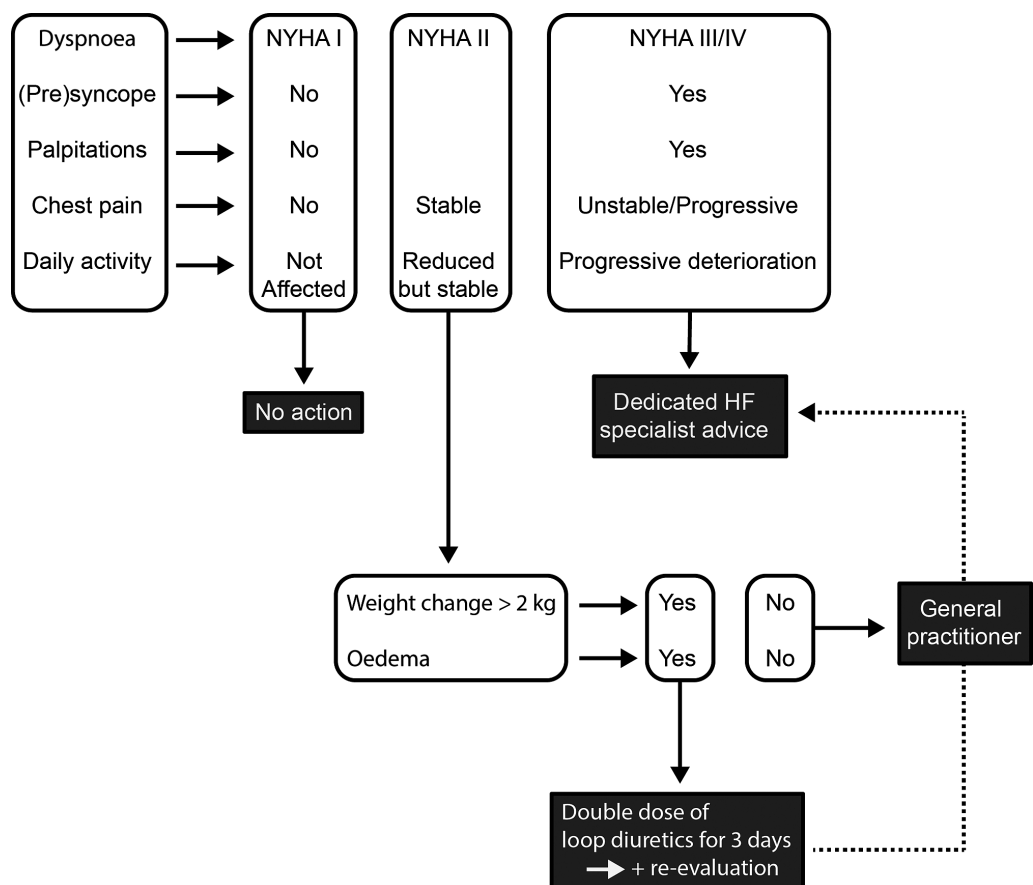 Dyspnoea
NYHA I
NYHA II
NYHA III/IV
(Pre)syncope
No
Yes
Palpitations
No
Yes
Chest pain
No
Stable
Unstable/Progressive
Daily activity
Not
Affected
Reduced
but stable
Progressive deterioration
No action
Dedicated HF
specialist advice
Weight change > 2 kg
Yes
No
Oedema
Yes
No
General
practitioner
Double dose of
loop diuretics for 3 days
+ re-evaluation